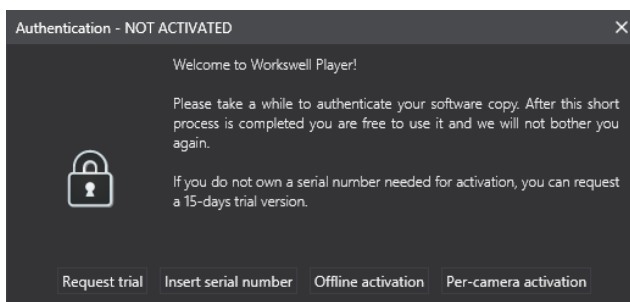 Authentication - NOT ACTIVATED
Welcome to Workswell Player!
Please take a while to authenticate your software copy. After this short
process is completed you are free to use it and we will not bother you
again.
If you do not own a serial number needed for activation, you can request
a 15-days trial version.
Request trial Insert serial number Offline activation Per-camera activation